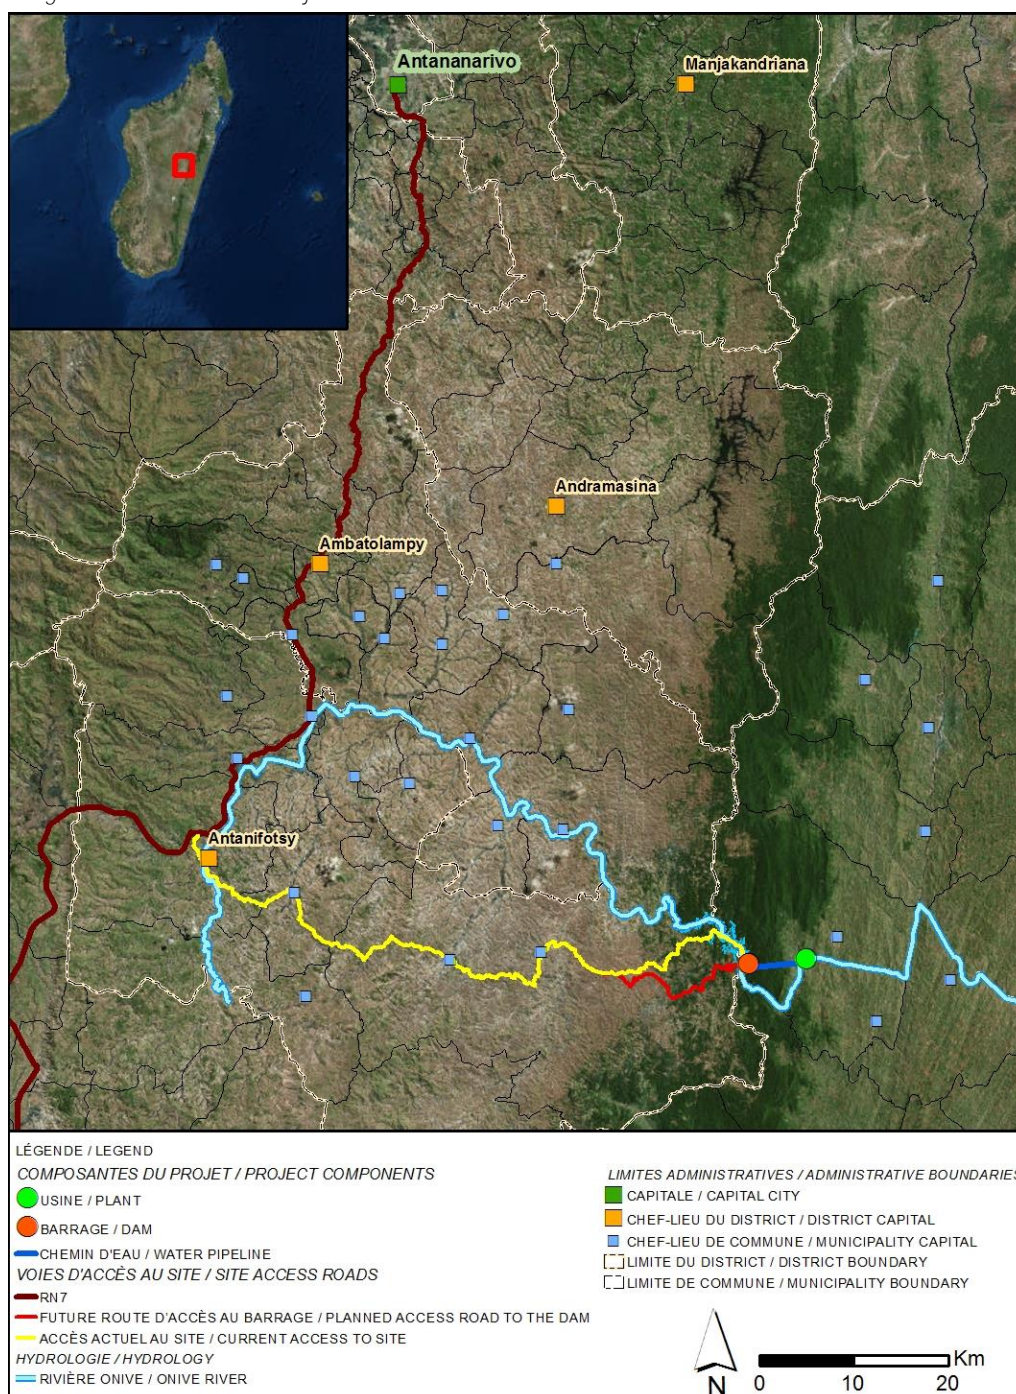 Antananarivo
Manjakandriana
Andramasina
Ambatolampy
Antanifotsy
LÉGENDE / LEGEND
COMPOSANTES DU PROJET / PROJECT COMPONENTS
USINE / PLANT
BARRAGE / DAM
CHEMIN D'EAU / WATER PIPELINE
VOIES D'ACCÈS AU SITE / SITE ACCESS ROADS
RN7
FUTURE ROUTE D'ACCÈS AU BARRAGE / PLANNED ACCESS ROAD TO THE DAM
ACCÈS ACTUEL AU SITE / CURRENT ACCESS TO SITE
HYDROLOGIE / HYDROLOGY
RIVIÈRE ONIVE / ONIVE RIVER
LIMITES ADMINISTRATIVES / ADMINISTRATIVE BOUNDARIES
CAPITALE / CAPITAL CITY
CHEF-LIEU DU DISTRICT / DISTRICT CAPITAL
CHEF-LIEU DE COMMUNE / MUNICIPALITY CAPITAL
LIMITE DU DISTRICT / DISTRICT BOUNDARY
LIMITE DE COMMUNE / MUNICIPALITY BOUNDARY
N
Km
0 10 20